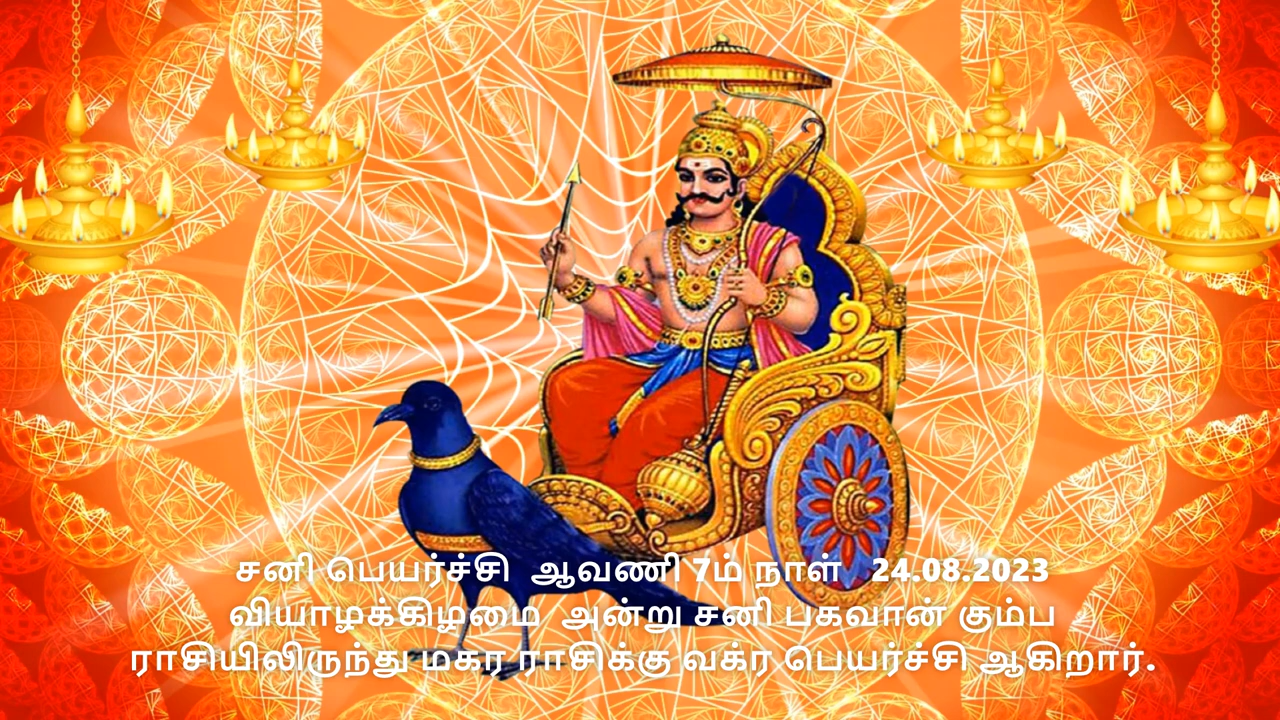 சனி பெயர்ச்சி ஆவணி 7ம் நாள் 24.08.2023
வியாழக்கிழமை அன்று சனி பகவான் கும்ப
ராசியிலிருந்து மகர ராசிக்கு வக்ர பெயர்ச்சி ஆகிறார்.